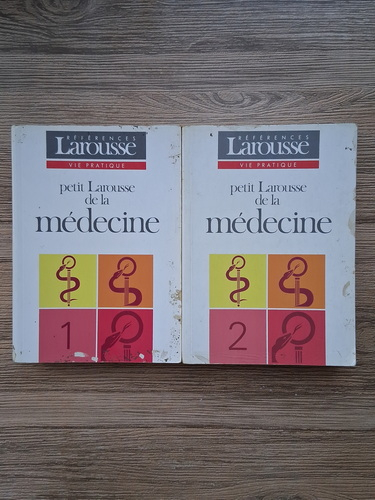 RÉFÉRENCES
Larousse
VIE PRATIQUE
petit Larousse
de la
médecine
1
RÉFÉRENCES
Larousse
VIE PRATIQUE
petit Larousse
de la
médecine
2